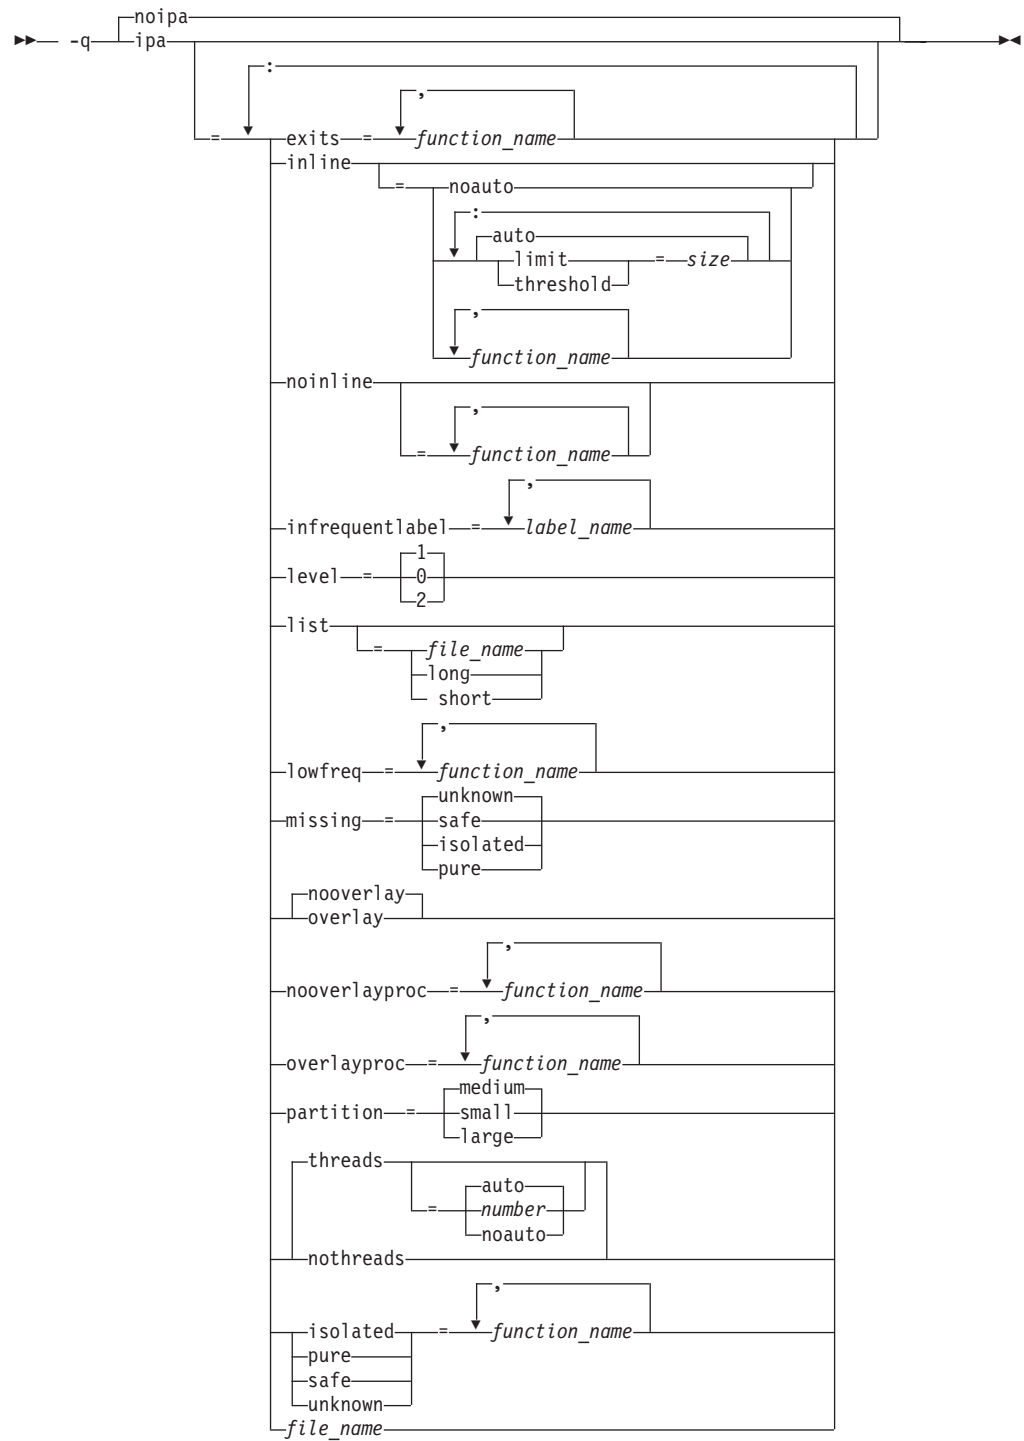 noipa
-q ipa
:
,
= exits = function_name
inline
= noauto
:
auto
limit = size
threshold
,
function_name
noinline
,
= function_name
,
infrequentlabel = label_name
1
level = 0
2
list
= file_name
long
short
,
lowfreq = function_name
unknown
missing = safe
isolated
pure
nooverlay
overlay
,
nooverlayproc = function_name
,
overlayproc = function_name
medium
partition = small
large
threads
auto
= number
noauto
nothreads
,
isolated = function_name
pure
safe
unknown
file_name